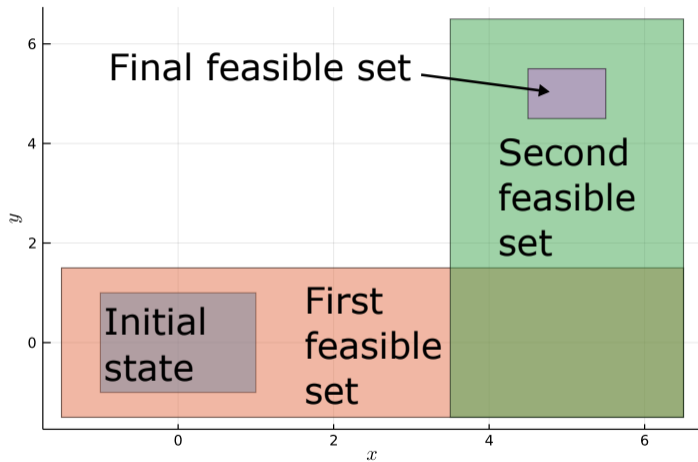 6
Final feasible set
4
Second
feasible
set
y
2
First
feasible
set
Initial
state
0
0
2
4
6
x